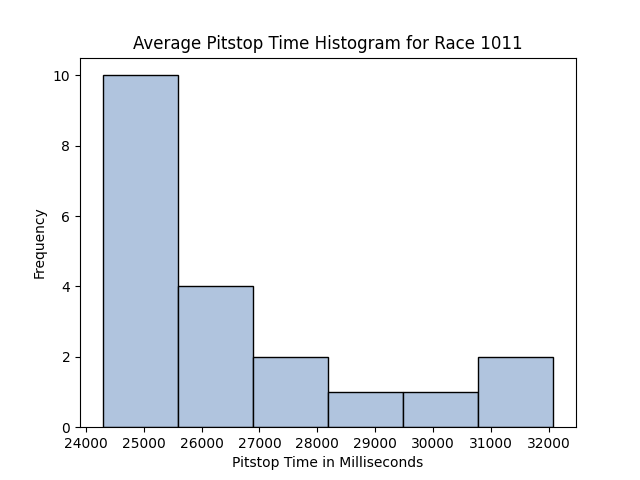 Average Pitstop Time Histogram for Race 1011
10
8
6
4
2
0
Frequency
24000 25000 26000 27000 28000 29000 30000 31000 32000
Pitstop Time in Milliseconds